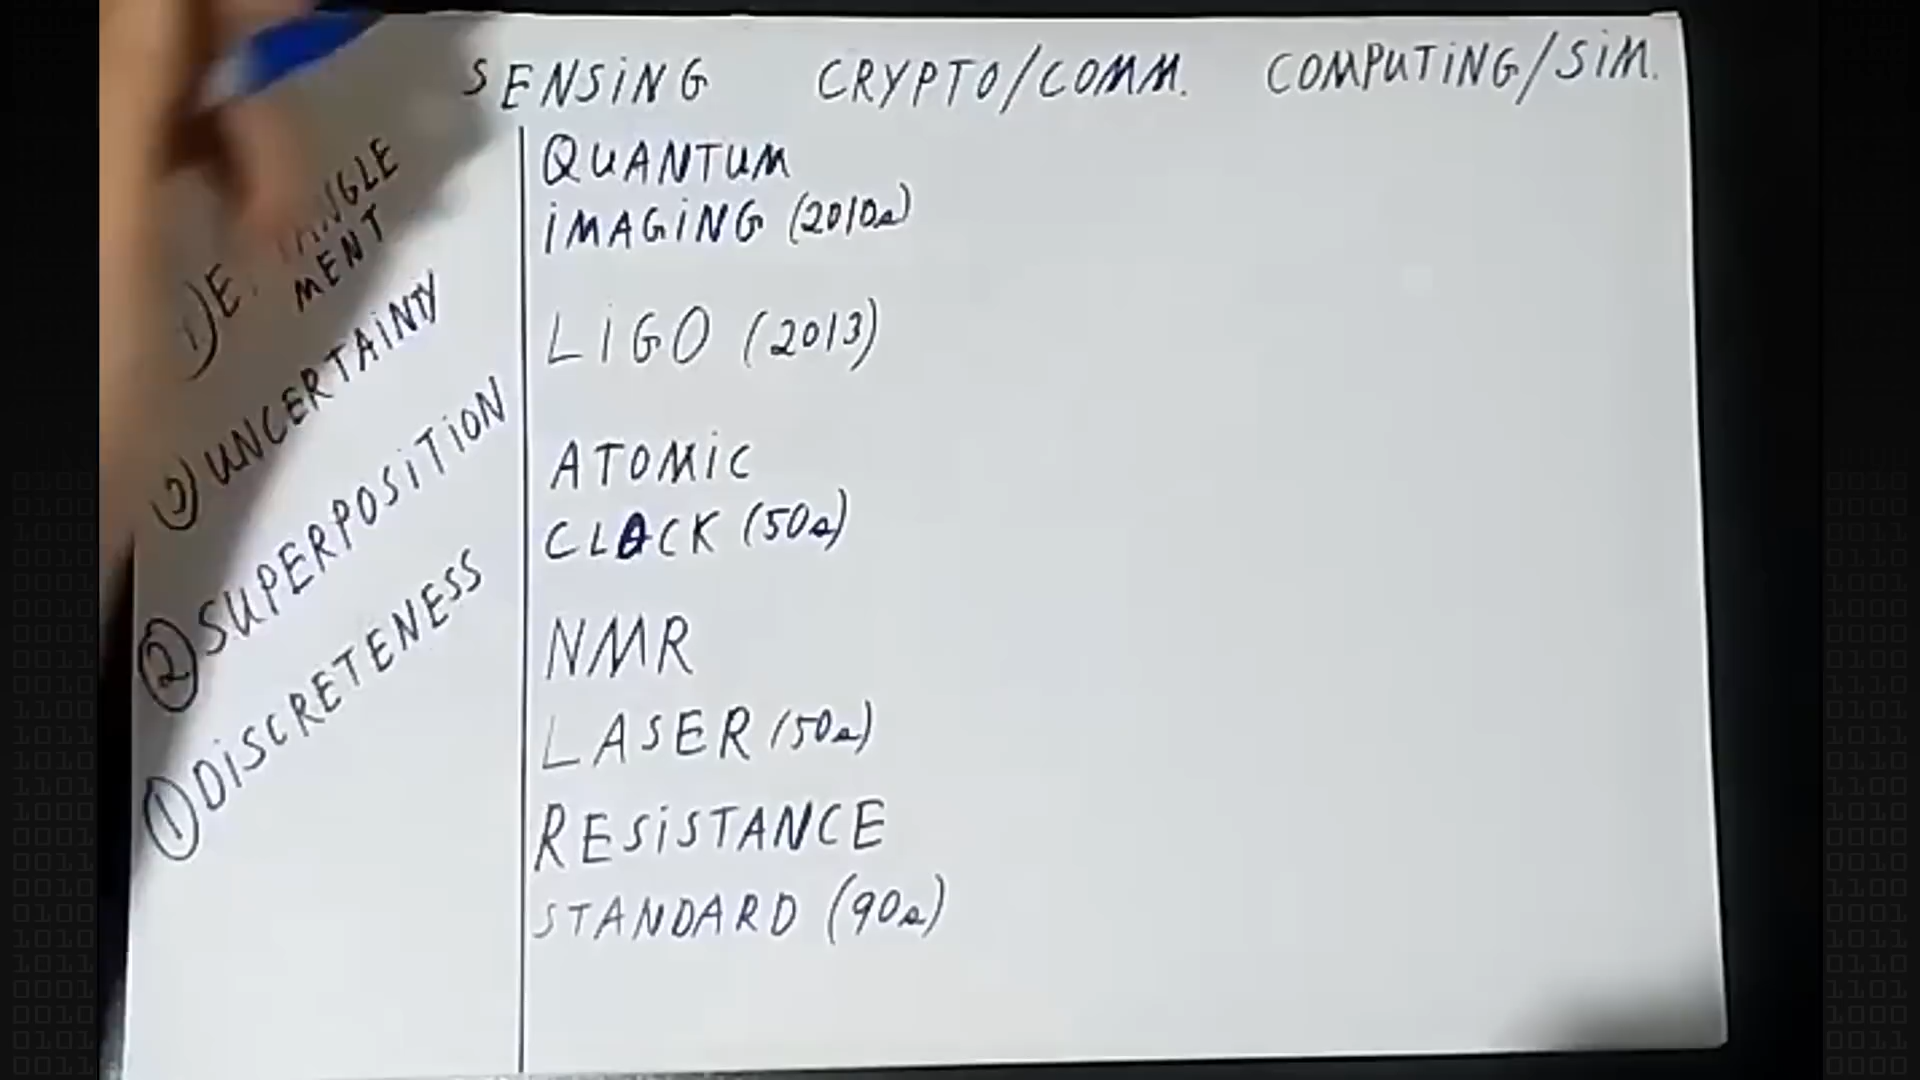 SENSING CRYPTO/COMM. COMPUTING/SIM.
MENT
UNCERTAINTY
② SUPERPOSITION
① DISCRETENESS
QUANTUM
IMAGING (2010s)
LIGO (2013)
ATOMIC
CLOCK (50s)
NMR
LASER (50s)
RESISTANCE
STANDARD (90s)